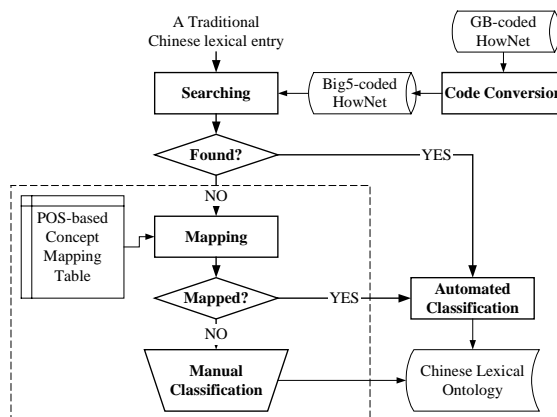 A Traditional
Chinese lexical entry
GB-coded
HowNet
Searching
Big5-coded
HowNet
Code Conversion
Found?
YES
NO
POS-based
Concept
Mapping
Table
Mapping
Mapped?
YES
Automated
Classification
NO
Manual
Classification
Chinese Lexical
Ontology